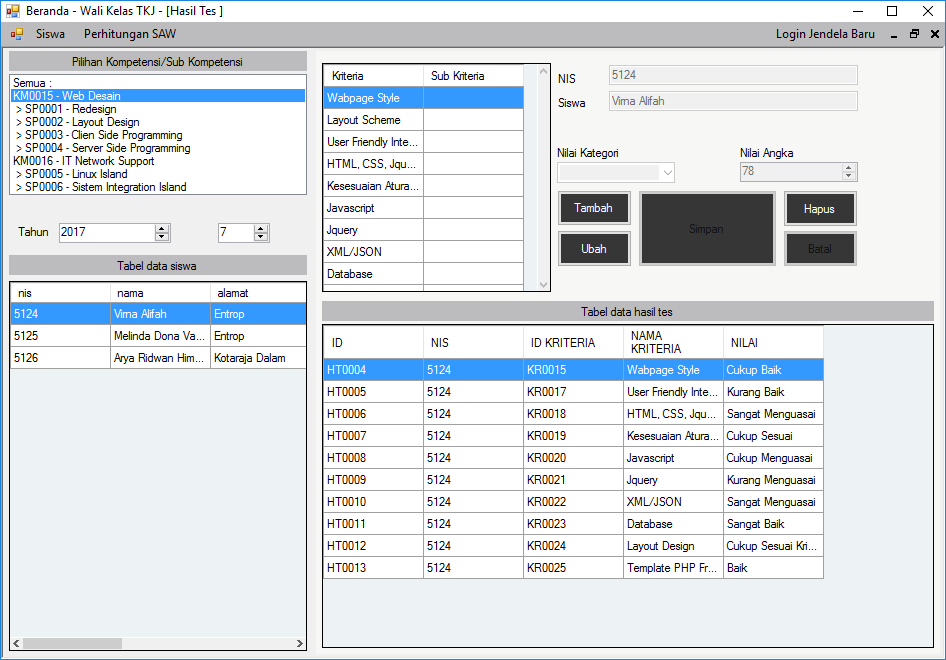 Beranda - Wali Kelas TKJ - [Hasil Tes ]
Siswa Perhitungan SAW Login Jendela Baru
Pilihan Kompetensi/Sub Kompetensi
Semua :
KM0015 - Web Desain
> SP0001 - Redesign
> SP0002 - Layout Design
> SP0003 - Clien Side Programming
> SP0004 - Server Side Programming
KM0016 - IT Network Support
> SP0005 - Linux Island
> SP0006 - Sistem Integration Island
Tahun 2017 7
Tabel data siswa
nis nama alamat
5124 Virna Alifah Entrop
5125 Melinda Dona Va... Entrop
5126 Arya Ridwan Him... Kotaraja Dalam
Kriteria Sub Kriteria
Wabpage Style
Layout Scheme
User Friendly Inte...
HTML, CSS, Jqu...
Kesesuaian Atura...
Javascript
Jquery
XML/JSON
Database
NIS 5124
Siswa Virna Alifah
Nilai Kategori Nilai Angka
78
Tambah Simpan Hapus
Ubah Batal
Tabel data hasil tes
ID NIS ID KRITERIA NAMA KRITERIA NILAI
HT0004 5124 KR0015 Wabpage Style Cukup Baik
HT0005 5124 KR0017 User Friendly Inte... Kurang Baik
HT0006 5124 KR0018 HTML, CSS, Jqu... Sangat Menguasai
HT0007 5124 KR0019 Kesesuaian Atura... Cukup Sesuai
HT0008 5124 KR0020 Javascript Cukup Menguasai
HT0009 5124 KR0021 Jquery Kurang Menguasai
HT0010 5124 KR0022 XML/JSON Sangat Menguasai
HT0011 5124 KR0023 Database Sangat Baik
HT0012 5124 KR0024 Layout Design Cukup Sesuai Kri...
HT0013 5124 KR0025 Template PHP Fr... Baik